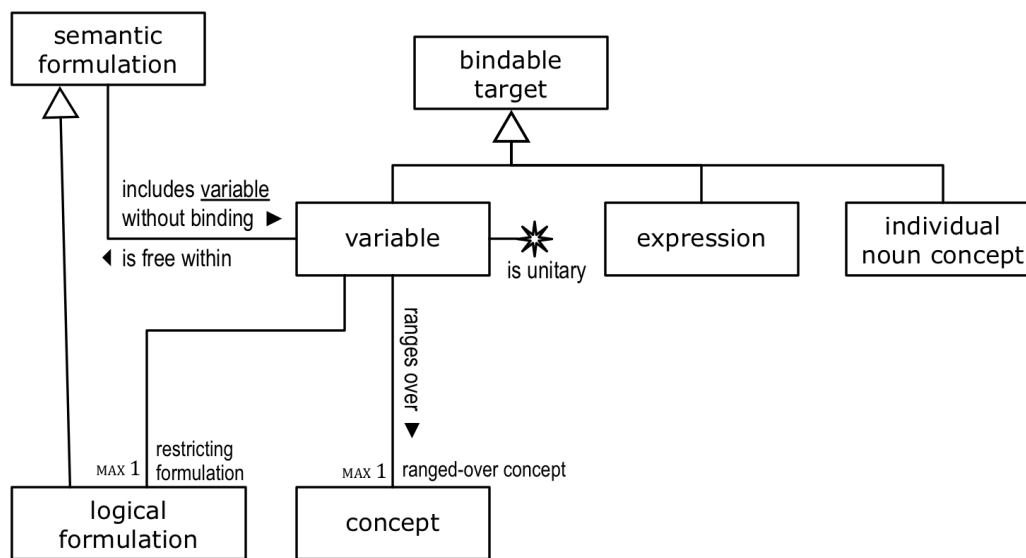 semantic
formulation
bindable
target
includes variable
without binding
is free within
variable
is unitary
expression
individual
noun concept
ranges over
restricting
formulation
MAX 1
MAX 1
ranged-over concept
logical
formulation
concept